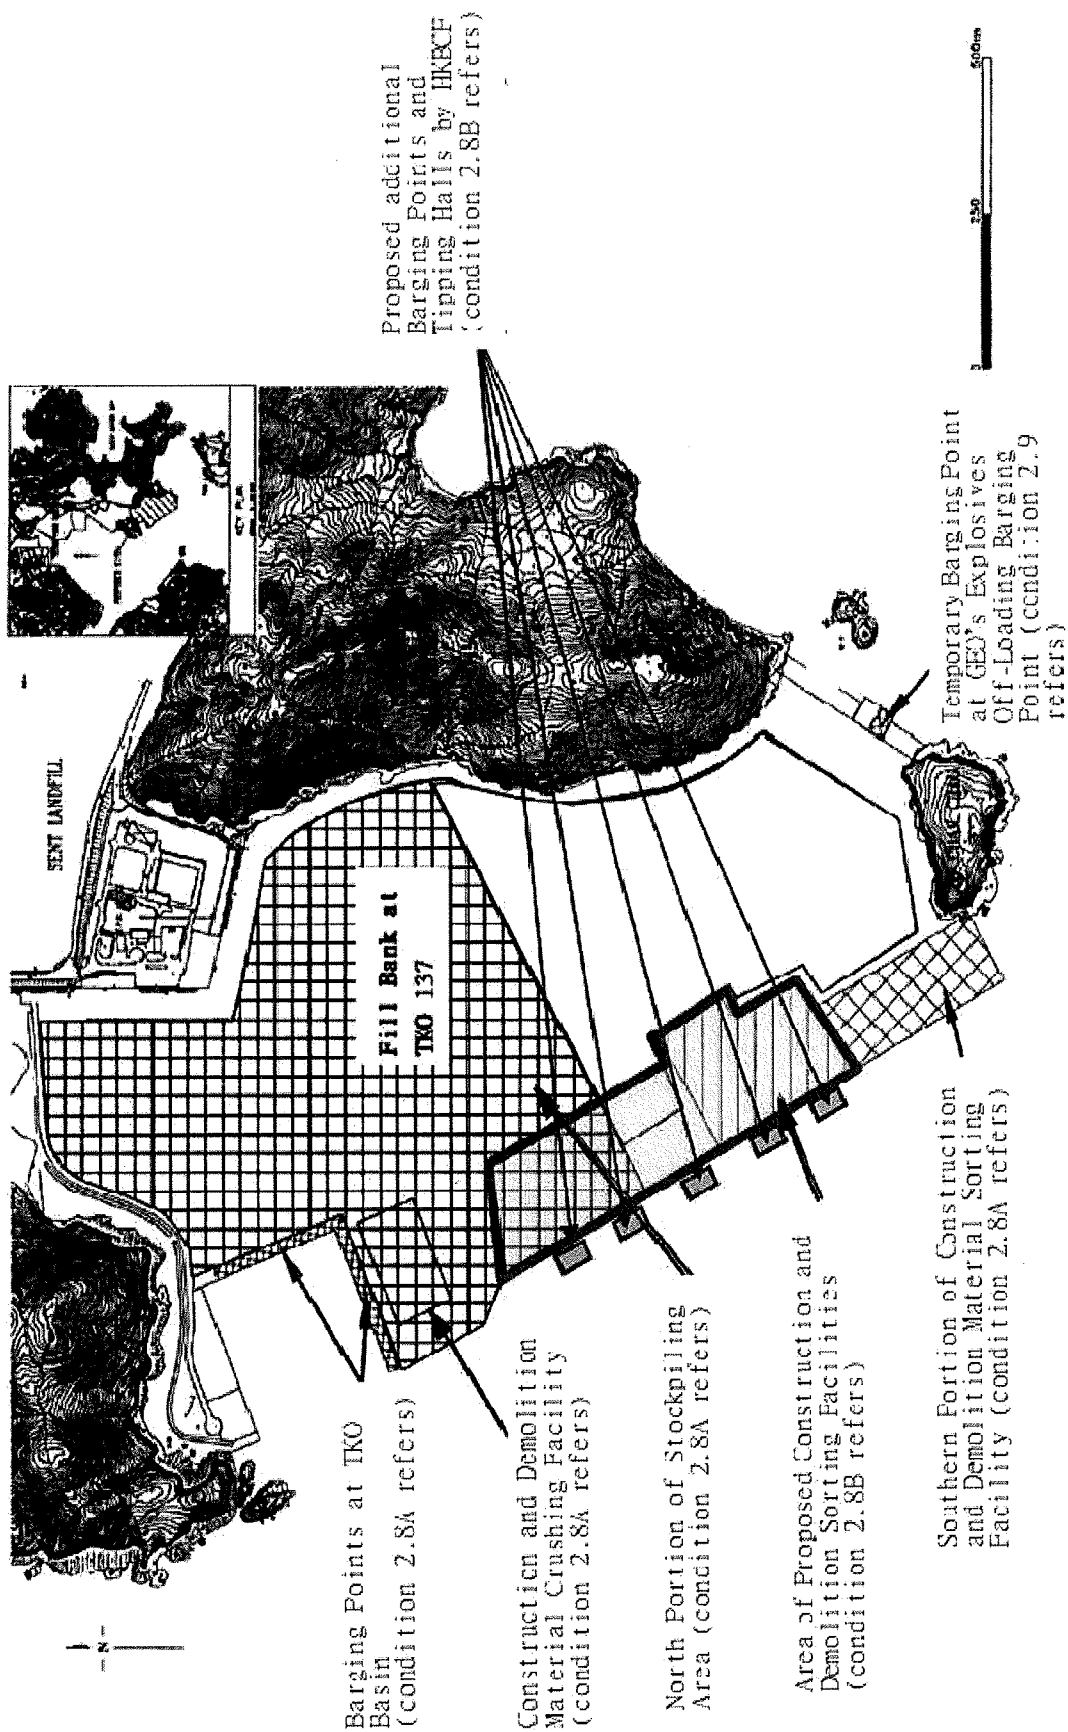 Proposed additional
Barging Points and
Tipping Halls by HKBCF
(condition 2.8B refers)
SENT LANDFILL
KEY PLAN
Fill Bank at
TKO 137
N
Barging Points at TKO
Basin
(condition 2.8A refers)
Construction and Demolition
Material Crushing Facility
(condition 2.8A refers)
North Portion of Stockpiling
Area (condition 2.8A refers)
Area of Proposed Construction and
Demolition Sorting Facilities
(condition 2.8B refers)
Southern Portion of Construction
and Demolition Material Sorting
Facility (condition 2.8A refers)
Temporary Barging Point
at GEO's Explosives
Off-Loading Barging
Point (condition 2.9
refers)
0 250 500m